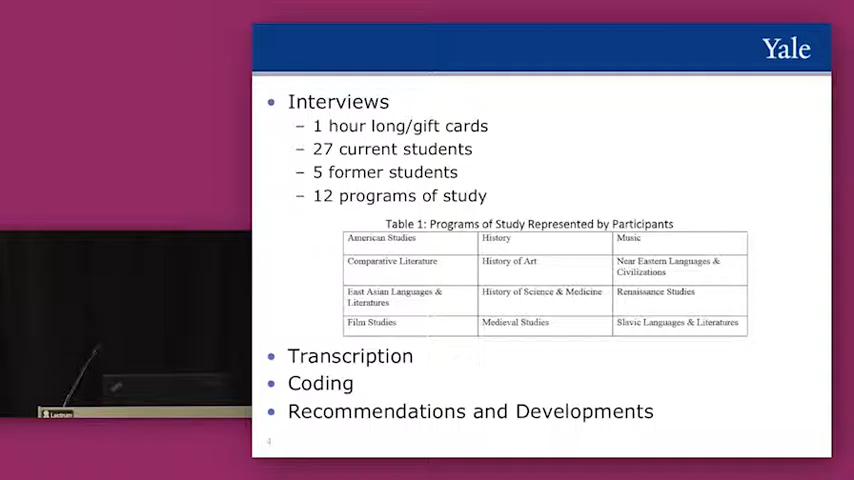 Yale
• Interviews
– 1 hour long/gift cards
– 27 current students
– 5 former students
– 12 programs of study
Table 1: Programs of Study Represented by Participants
American Studies History Music
Comparative Literature History of Art Near Eastern Languages &
Civilizations
East Asian Languages & History of Science & Medicine Renaissance Studies
Literatures
Film Studies Medieval Studies Slavic Languages & Literatures
• Transcription
• Coding
• Recommendations and Developments
4
Lectrum